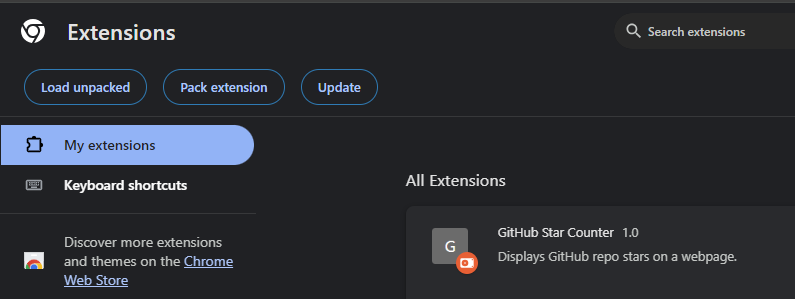 Extensions
Search extensions
Load unpacked
Pack extension
Update
My extensions
Keyboard shortcuts
Discover more extensions
and themes on the Chrome
Web Store
All Extensions
G
GitHub Star Counter 1.0
Displays GitHub repo stars on a webpage.